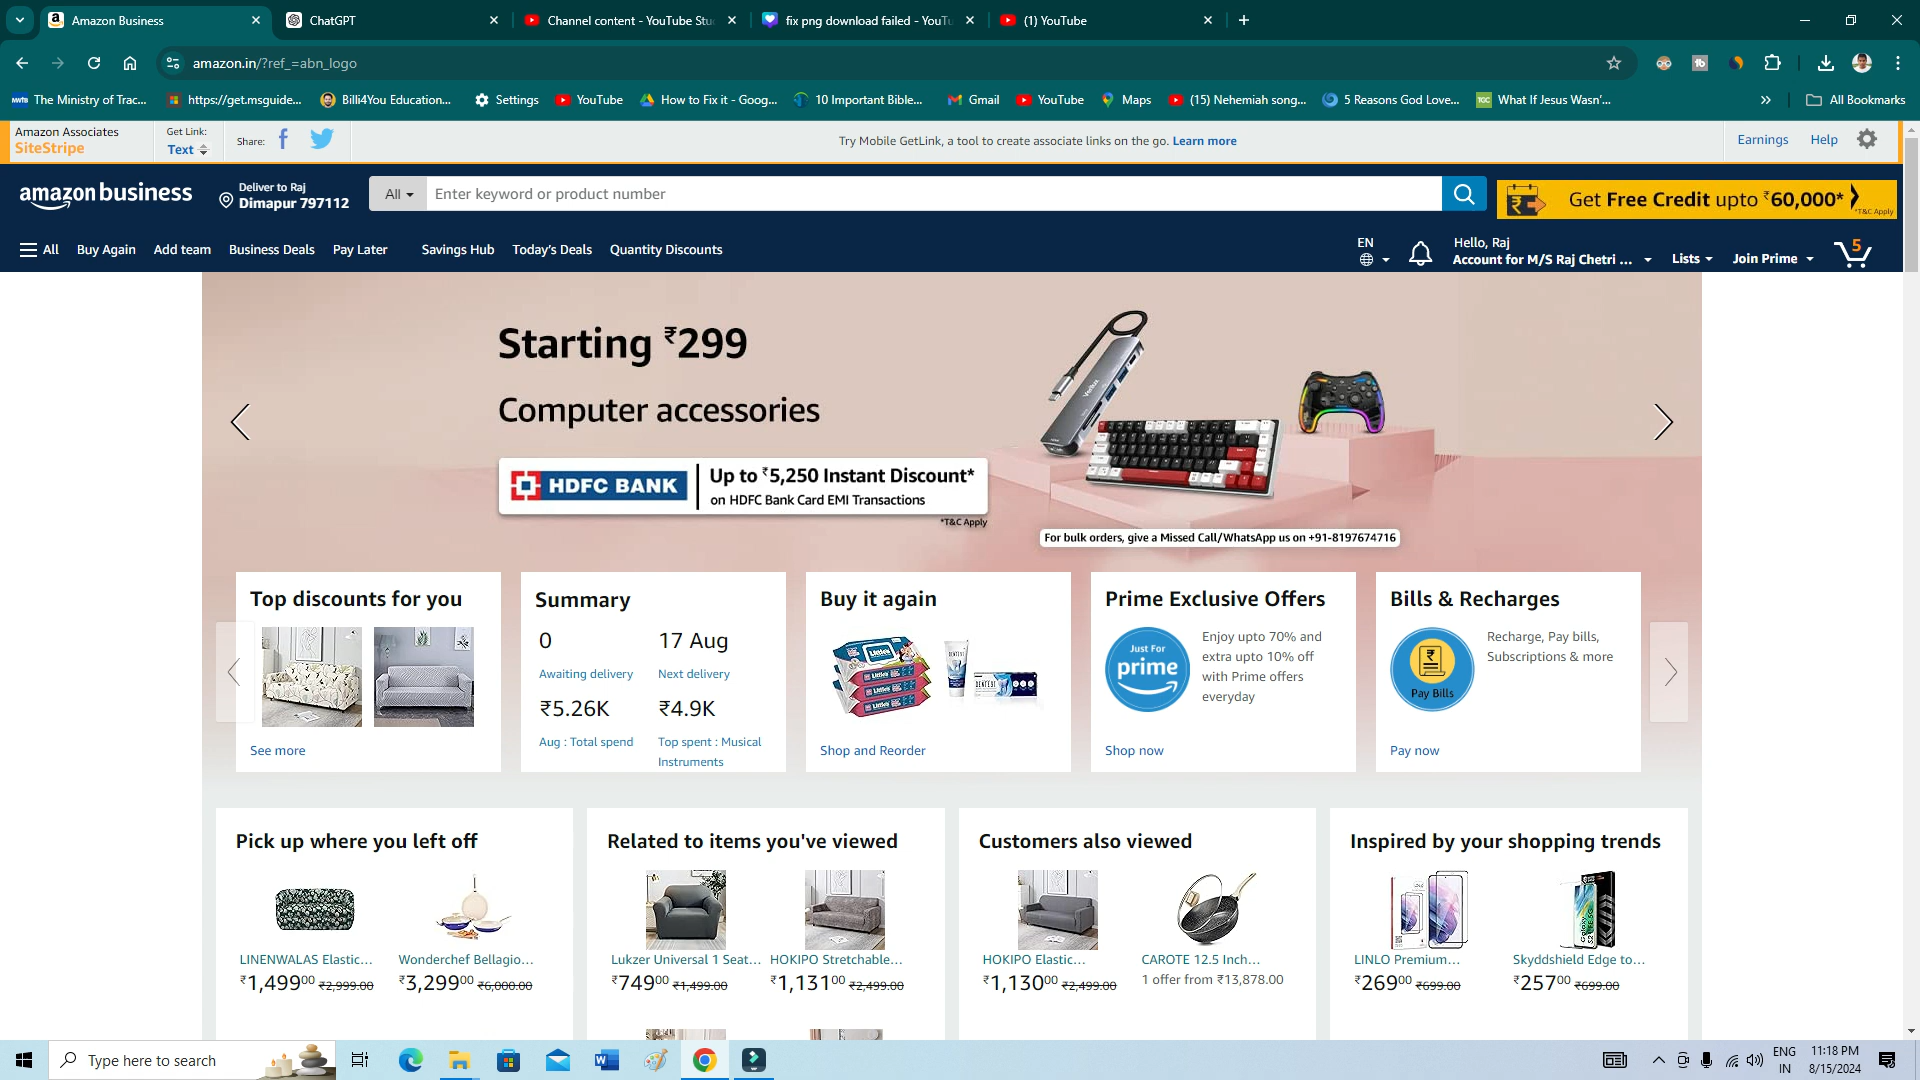 Amazon Business
ChatGPT
Channel content - YouTube Stu
fix png download failed - YouTu
(1) YouTube
amazon.in/?ref_=abn_logo
The Ministry of Trac...
https://get.msguide...
Billi4You Education...
Settings
YouTube
How to Fix it - Goog...
10 Important Bible...
Gmail
YouTube
Maps
(15) Nehemiah song...
5 Reasons God Love...
What If Jesus Wasn'...
All Bookmarks
Amazon Associates
SiteStripe
Get Link:
Text
Share:
Try Mobile GetLink, a tool to create associate links on the go. Learn more
Earnings
Help
amazon business
Deliver to Raj
Dimapur 797112
All
Enter keyword or product number
Get Free Credit upto ₹60,000*
*T&C Apply
All
Buy Again
Add team
Business Deals
Pay Later
Savings Hub
Today's Deals
Quantity Discounts
EN
Hello, Raj
Account for M/S Raj Chetri ...
Lists
Join Prime
5
Starting ₹299
Computer accessories
HDFC BANK
Up to ₹5,250 Instant Discount*
on HDFC Bank Card EMI Transactions
*T&C Apply
For bulk orders, give a Missed Call/WhatsApp us on +91-8197674716
Top discounts for you
See more
Summary
0
17 Aug
Awaiting delivery
Next delivery
₹5.26K
₹4.9K
Aug : Total spend
Top spent : Musical
Instruments
Buy it again
Shop and Reorder
Prime Exclusive Offers
Just For
prime
Enjoy upto 70% and
extra upto 10% off
with Prime offers
everyday
Shop now
Bills & Recharges
Pay Bills
Recharge, Pay bills,
Subscriptions & more
Pay now
Pick up where you left off
LINENWALAS Elastic...
₹1,49900 ₹2,999.00
Wonderchef Bellagio...
₹3,29900 ₹6,000.00
Related to items you've viewed
Lukzer Universal 1 Seat...
₹74900 ₹1,499.00
HOKIPO Stretchable...
₹1,13100 ₹2,499.00
Customers also viewed
HOKIPO Elastic...
₹1,13000 ₹2,499.00
CAROTE 12.5 Inch...
1 offer from ₹13,878.00
Inspired by your shopping trends
LINLO Premium...
₹26900 ₹699.00
Skyddshield Edge to...
₹25700 ₹699.00
Type here to search
ENG
IN
11:18 PM
8/15/2024